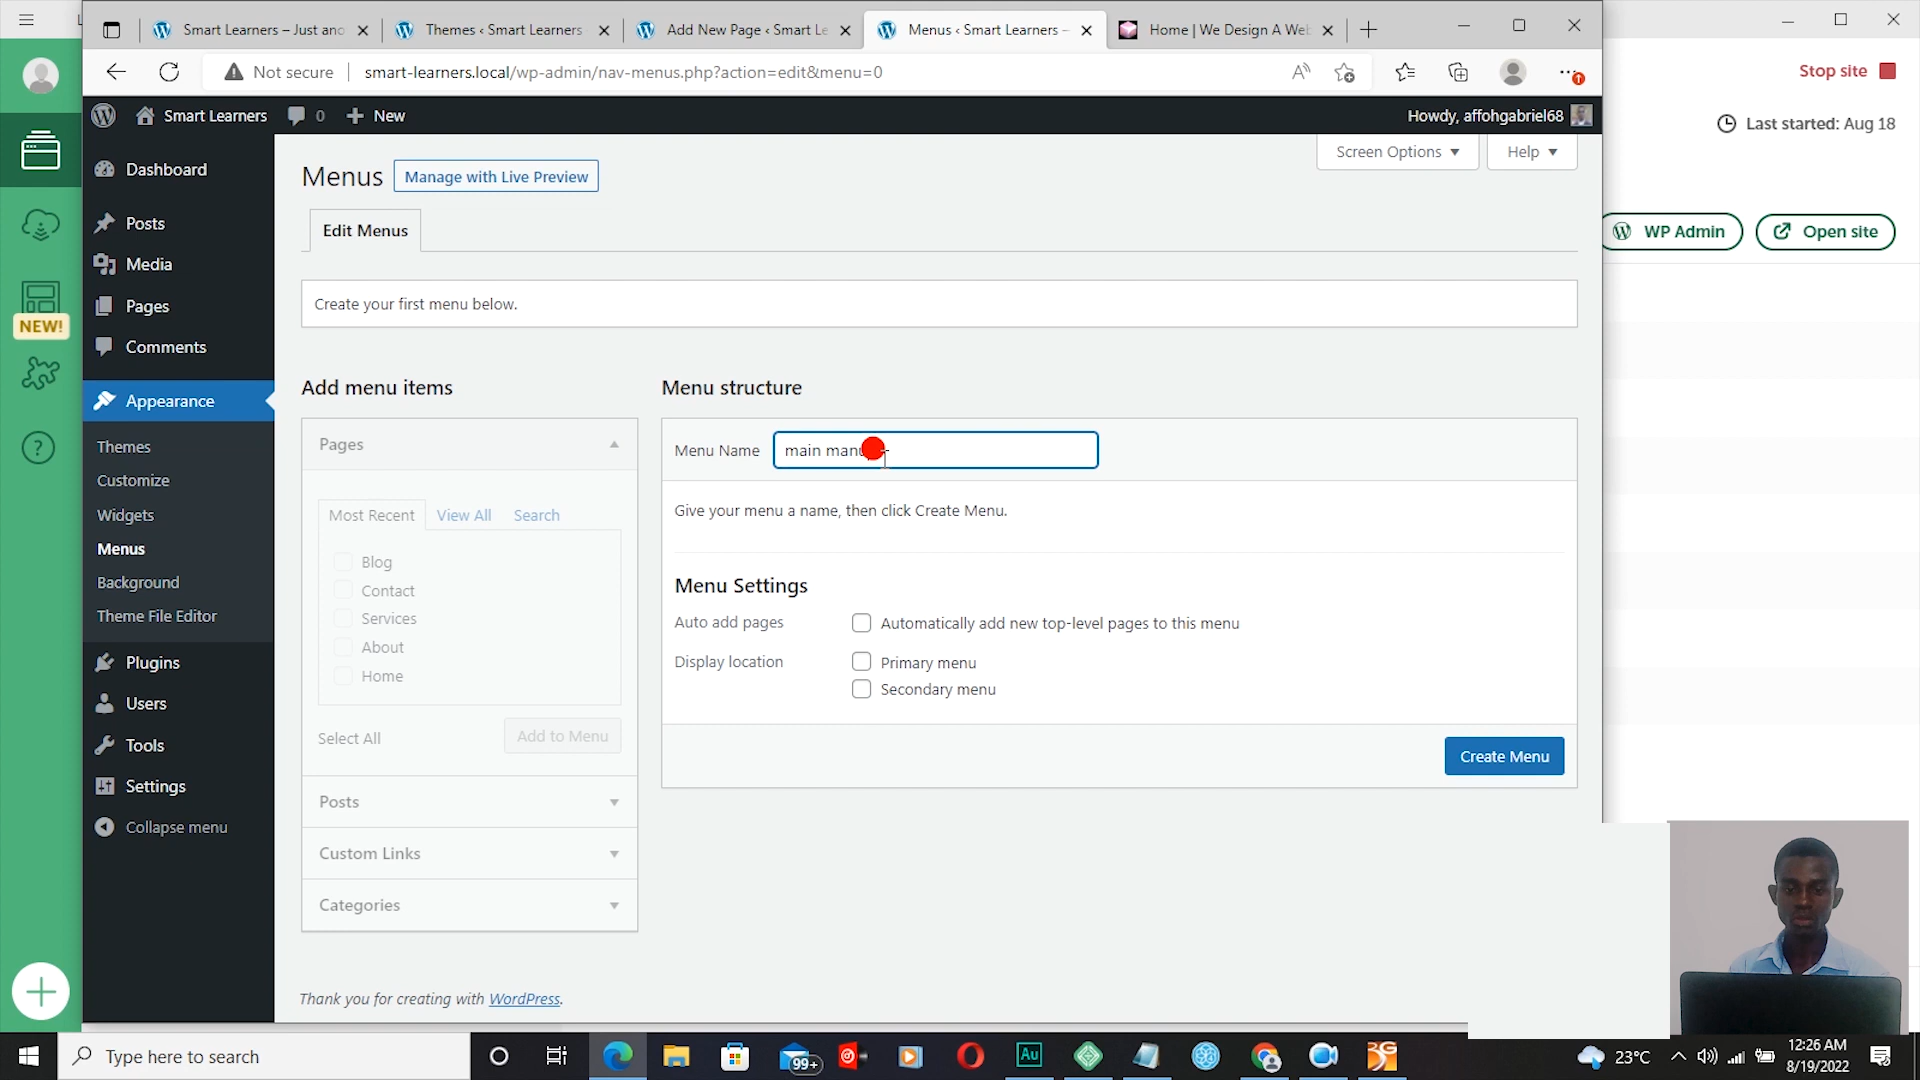 Smart Learners – Just ano
Themes ‹ Smart Learners
Add New Page ‹ Smart Le
Menus ‹ Smart Learners –
Home | We Design A Web
Not secure
smart-learners.local/wp-admin/nav-menus.php?action=edit&menu=0
Stop site
Last started: Aug 18
WP Admin
Open site
NEW!
Smart Learners
0
New
Howdy, affohgabriel68
Screen Options
Help
Dashboard
Posts
Media
Pages
Comments
Appearance
Themes
Customize
Widgets
Menus
Background
Theme File Editor
Plugins
Users
Tools
Settings
Collapse menu
Menus
Manage with Live Preview
Edit Menus
Create your first menu below.
Add menu items
Pages
Most Recent
View All
Search
Blog
Contact
Services
About
Home
Select All
Add to Menu
Posts
Custom Links
Categories
Menu structure
Menu Name
main manu
Give your menu a name, then click Create Menu.
Menu Settings
Auto add pages
Automatically add new top-level pages to this menu
Display location
Primary menu
Secondary menu
Create Menu
Thank you for creating with WordPress.
Type here to search
99+
Au
23°C
12:26 AM
8/19/2022